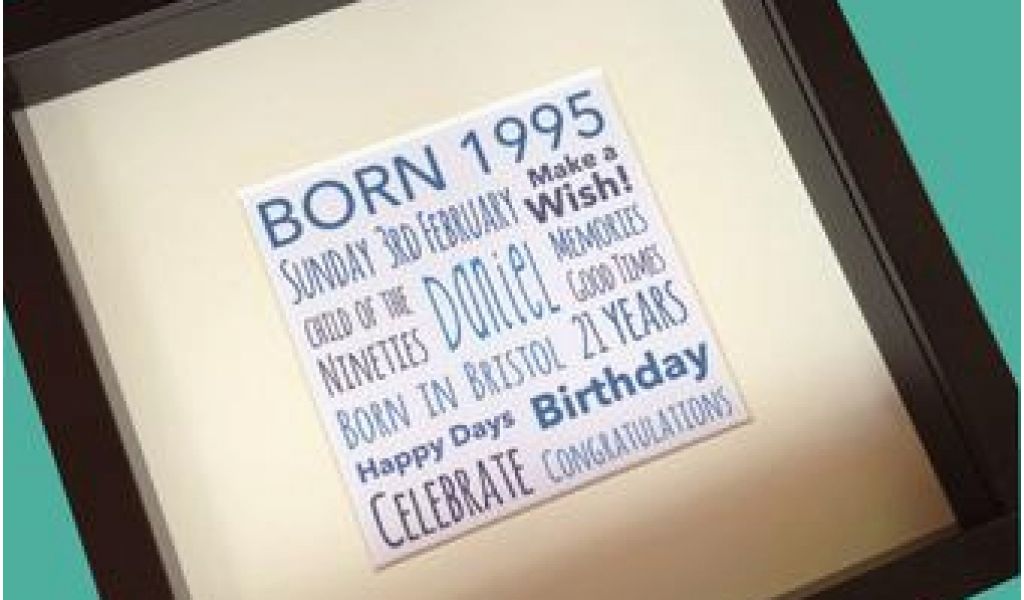 BORN 1995
SUNDAY 3RD FEBRUARY
Make a
Wish!
CHILD OF THE
NINETIES
Daniel
MEMORIES
GOOD TIMES
BORN IN BRISTOL
21 YEARS
Happy Days
Birthday
CELEBRATE
CONGRATULATIONS